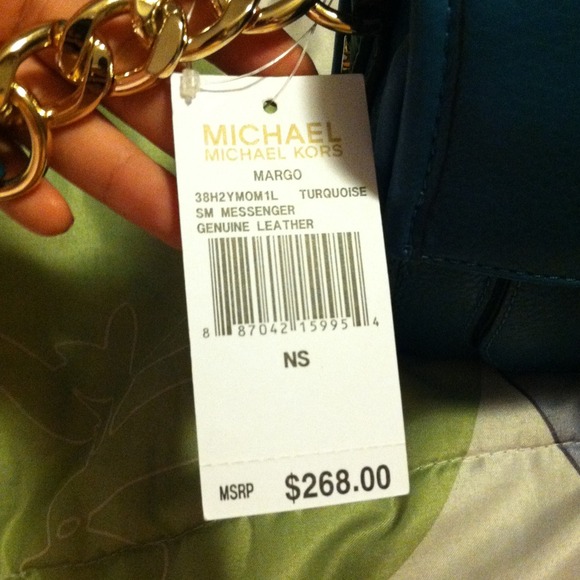 MICHAEL
MICHAEL KORS
MARGO
38H2YMOM1L TURQUOISE
SM MESSENGER
GENUINE LEATHER
8 87042 15995 4
NS
MSRP $268.00